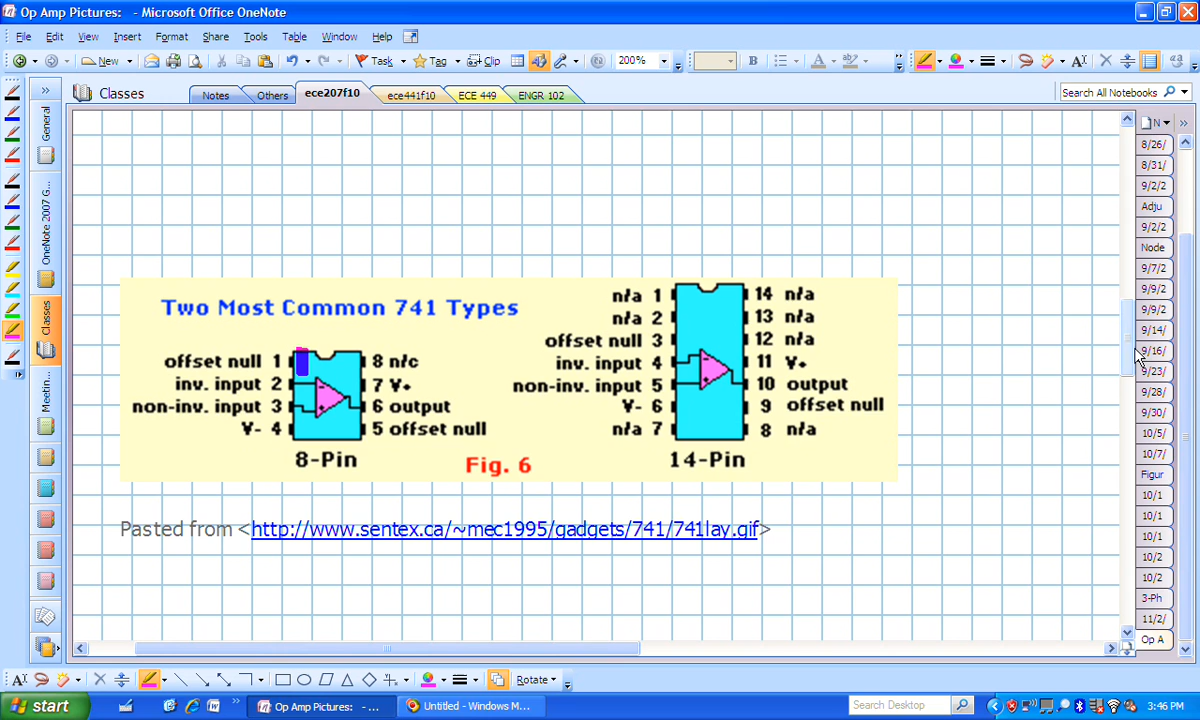 Op Amp Pictures: - Microsoft Office OneNote
File Edit View Insert Format Share Tools Table Window Help
New Task Tag Clip 200% B A ab A
Classes Notes Others ece207f10 ece441f10 ECE 449 ENGR 102 Search All Notebooks
General
OneNote 2007 G...
Classes
Meetin...
Two Most Common 741 Types
offset null 1 8 n/c
inv. input 2 7 V+
non-inv. input 3 6 output
V- 4 5 offset null
8-Pin
Fig. 6
n/a 1 14 n/a
n/a 2 13 n/a
offset null 3 12 n/a
inv. input 4 11 V+
non-inv. input 5 10 output
V- 6 9 offset null
n/a 7 8 n/a
14-Pin
Pasted from <http://www.sentex.ca/~mec1995/gadgets/741/741lay.gif>
N
8/26/
8/31/
9/2/2
Adju
9/2/2
Node
9/7/2
9/9/2
9/9/2
9/14/
9/16/
9/23/
9/28/
9/30/
10/5/
10/7/
Figur
10/1
10/1
10/1
10/2
10/2
3-Ph
11/2/
Op A
Rotate
start Op Amp Pictures: - ... Untitled - Windows M... Search Desktop 3:46 PM